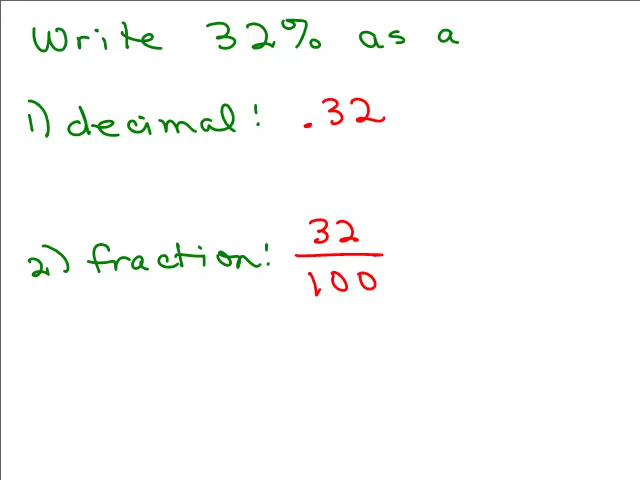 Write 32% as a
1) decimal: .32
2) fraction: 32/100